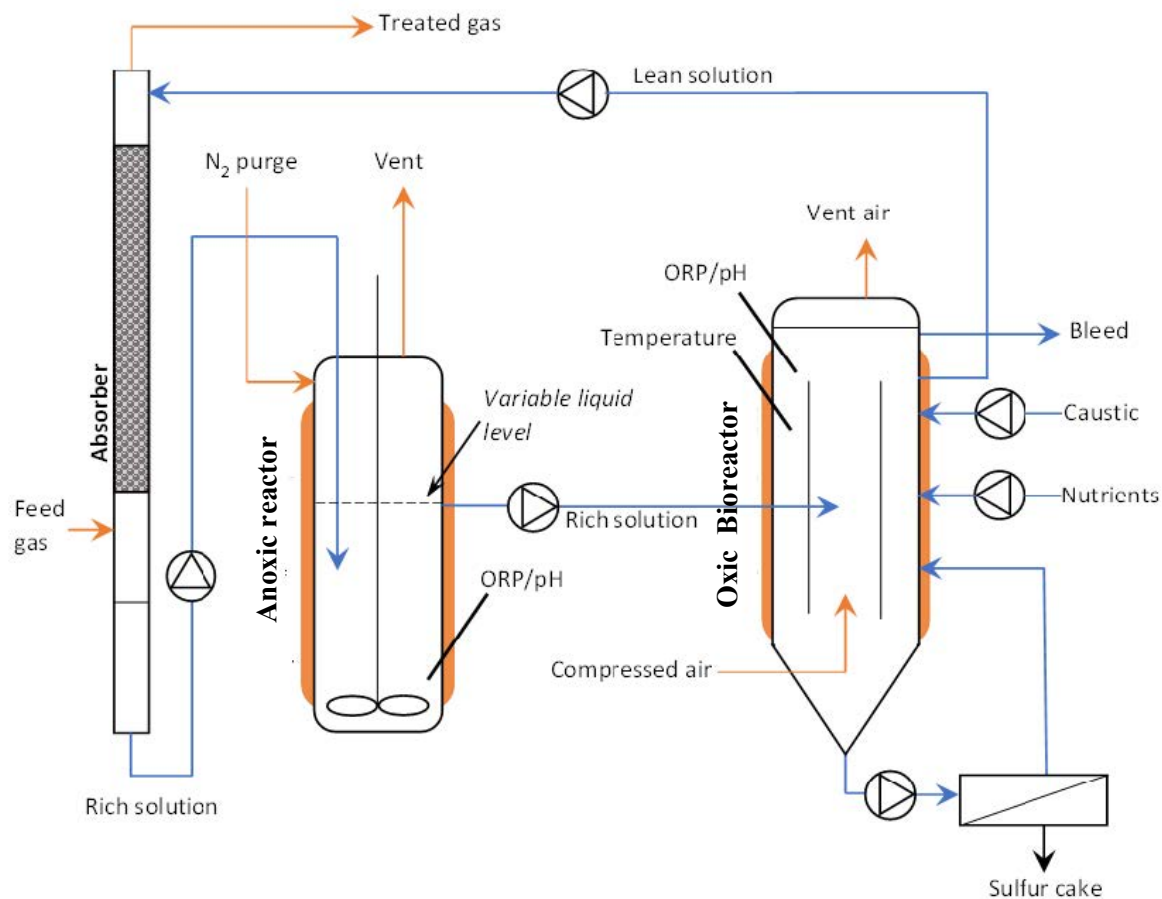 Treated gas
Lean solution
N2 purge
Vent
Vent air
ORP/pH
Bleed
Temperature
Absorber
Variable liquid
level
Caustic
Anoxic reactor
Oxic Bioreactor
Nutrients
Feed
gas
Rich solution
ORP/pH
Compressed air
Rich solution
Sulfur cake